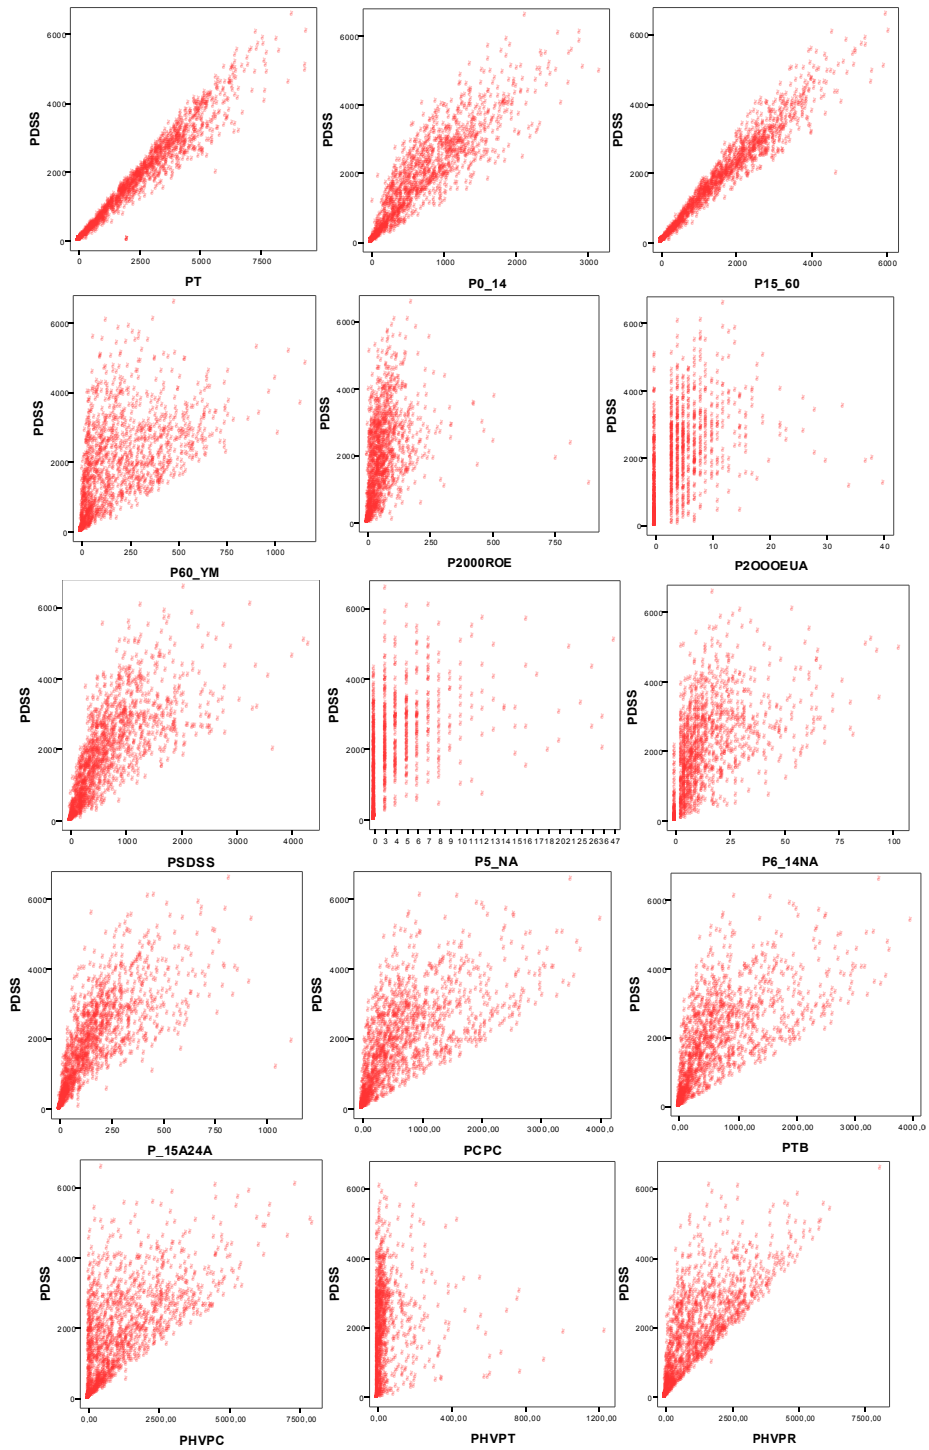 6000
4000
2000
0
PDSS
0 2500 5000 7500
PT
6000
4000
2000
0
PDSS
0 1000 2000 3000
P0_14
6000
4000
2000
0
PDSS
0 2000 4000 6000
P15_60
6000
4000
2000
0
PDSS
0 250 500 750 1000
P60_YM
6000
4000
2000
0
PDSS
0 250 500 750
P2000ROE
6000
4000
2000
0
PDSS
0 10 20 30 40
P2OOOEUA
6000
4000
2000
0
PDSS
0 1000 2000 3000 4000
PSDSS
6000
4000
2000
0
PDSS
0 3 4 5 6 7 8 9 10 11 12 13 14 15 16 17 18 20 21 25 26 36 47
P5_NA
6000
4000
2000
0
PDSS
0 25 50 75 100
P6_14NA
6000
4000
2000
0
PDSS
0 250 500 750 1000
P_15A24A
6000
4000
2000
0
PDSS
0,00 1000,00 2000,00 3000,00 4000,0
PCPC
6000
4000
2000
0
PDSS
0,00 1000,00 2000,00 3000,00 4000,0
PTB
6000
4000
2000
0
PDSS
0,00 2500,00 5000,00 7500,00
PHVPC
6000
4000
2000
0
PDSS
0,00 400,00 800,00 1200,00
PHVPT
6000
4000
2000
0
PDSS
0,00 2500,00 5000,00 7500,00
PHVPR